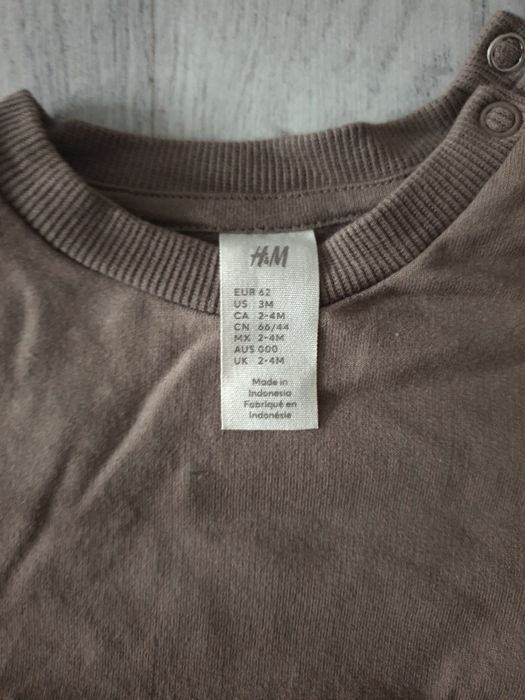 H&M
EUR 62
US 3M
CA 2-4M
CN 66/44
MX 2-4M
AUS 000
UK 2-4M
Made in
Indonesia
Fabriqué en
Indonésie